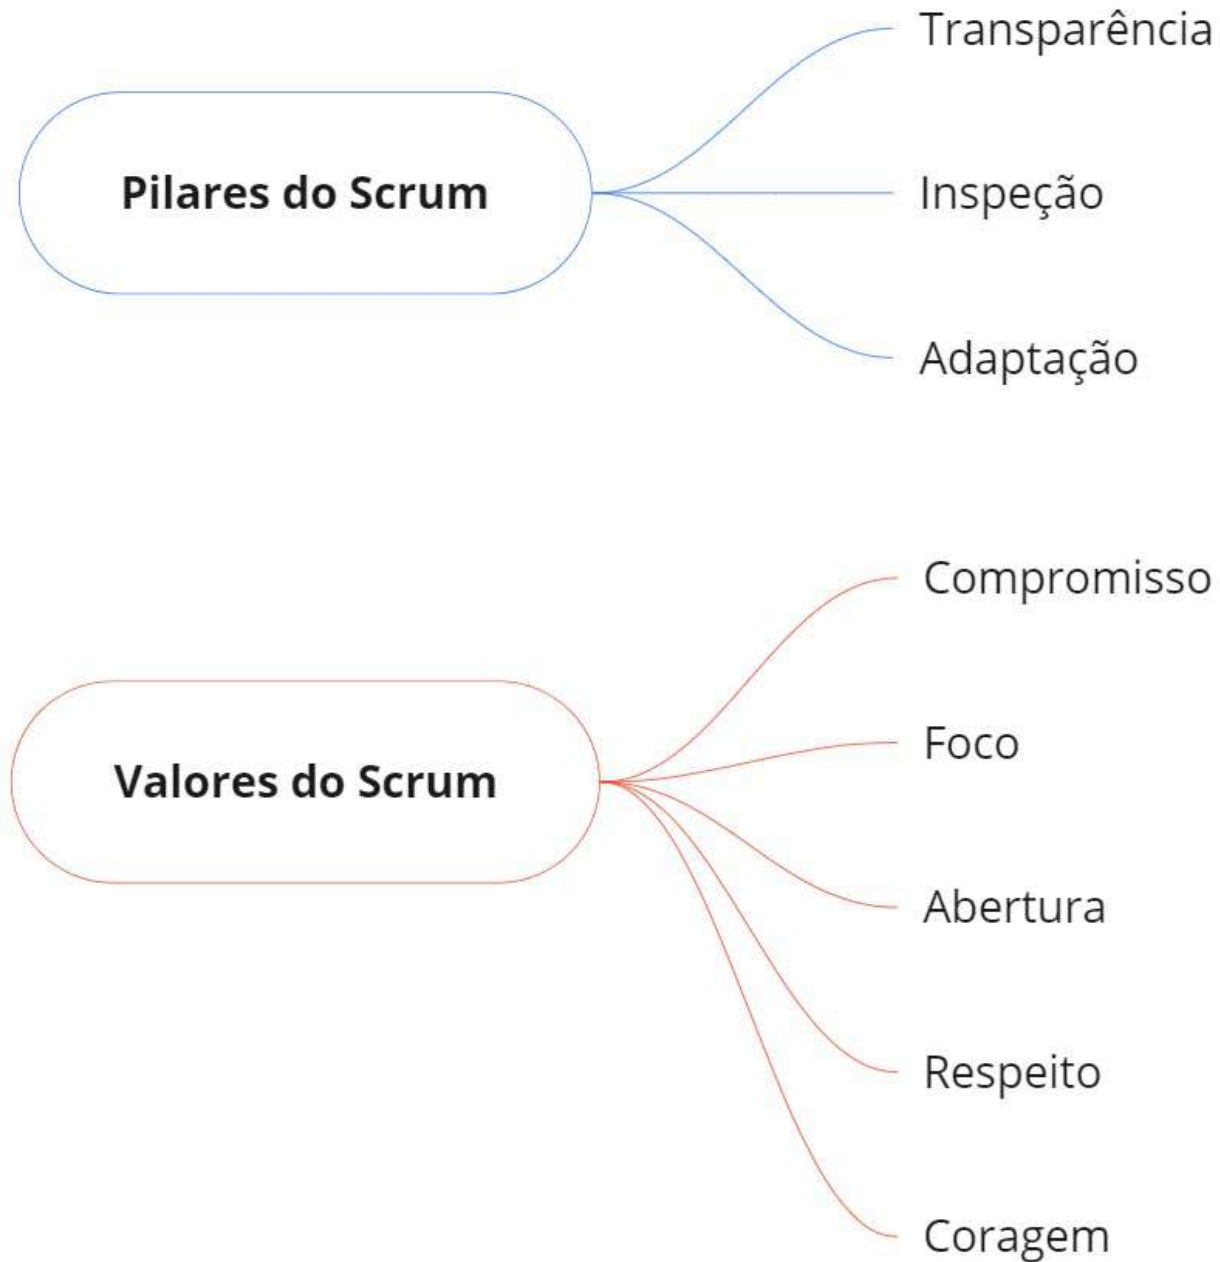 Pilares do Scrum
Transparência
Inspeção
Adaptação
Valores do Scrum
Compromisso
Foco
Abertura
Respeito
Coragem